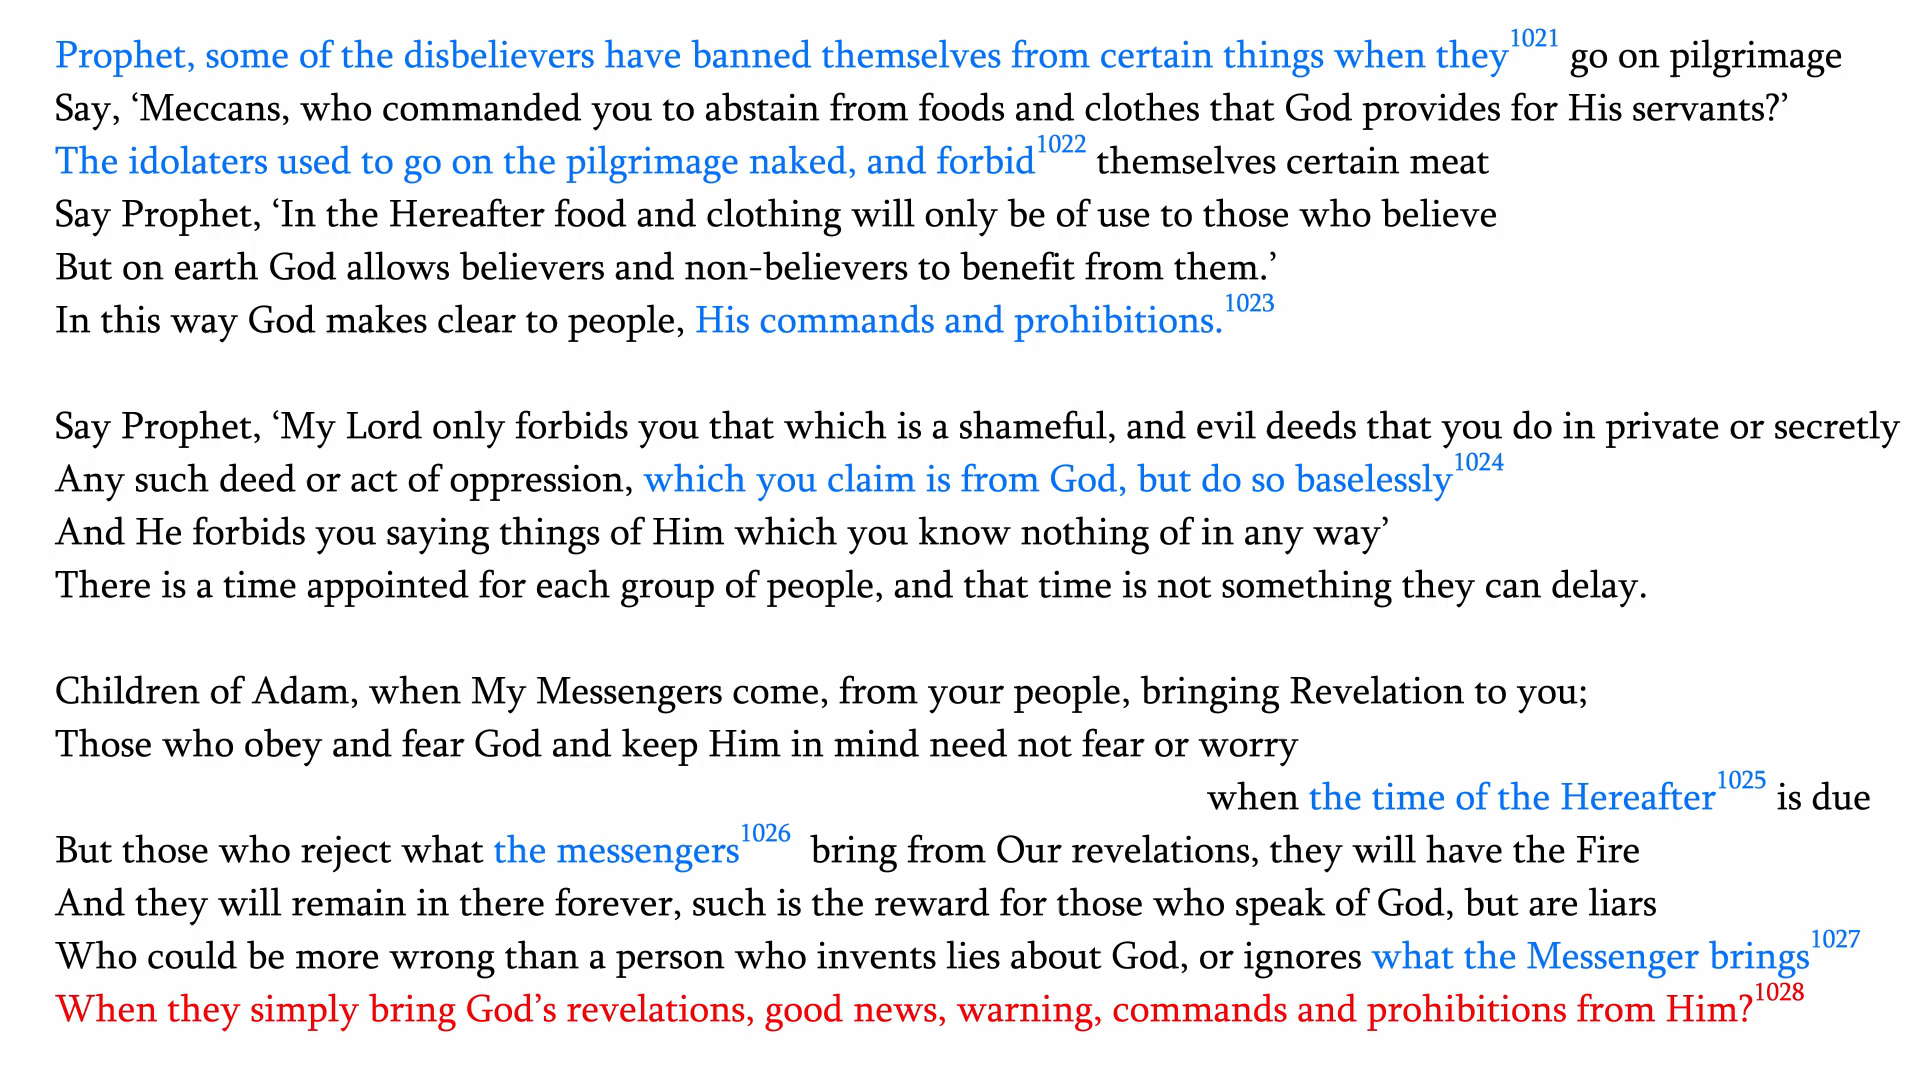 Prophet, some of the disbelievers have banned themselves from certain things when they1021 go on pilgrimage
Say, ‘Meccans, who commanded you to abstain from foods and clothes that God provides for His servants?’
The idolaters used to go on the pilgrimage naked, and forbid1022 themselves certain meat
Say Prophet, ‘In the Hereafter food and clothing will only be of use to those who believe
But on earth God allows believers and non-believers to benefit from them.’
In this way God makes clear to people, His commands and prohibitions.1023
Say Prophet, ‘My Lord only forbids you that which is a shameful, and evil deeds that you do in private or secretly
Any such deed or act of oppression, which you claim is from God, but do so baselessly1024
And He forbids you saying things of Him which you know nothing of in any way’
There is a time appointed for each group of people, and that time is not something they can delay.
Children of Adam, when My Messengers come, from your people, bringing Revelation to you;
Those who obey and fear God and keep Him in mind need not fear or worry
when the time of the Hereafter1025 is due
But those who reject what the messengers1026 bring from Our revelations, they will have the Fire
And they will remain in there forever, such is the reward for those who speak of God, but are liars
Who could be more wrong than a person who invents lies about God, or ignores what the Messenger brings1027
When they simply bring God’s revelations, good news, warning, commands and prohibitions from Him?1028